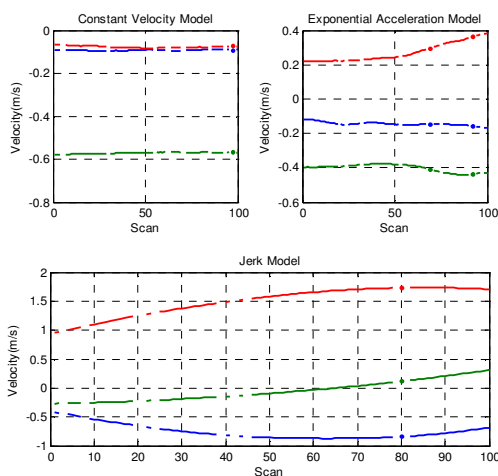 Constant Velocity Model
Velocity(m/s)
0
-0.2
-0.4
-0.6
-0.8
0 50 100
Scan
Exponential Acceleration Model
Velocity(m/s)
0.4
0.2
0
-0.2
-0.4
-0.6
0 50 100
Scan
Jerk Model
Velocity(m/s)
2
1.5
1
0.5
0
-0.5
-1
0 10 20 30 40 50 60 70 80 90 100
Scan